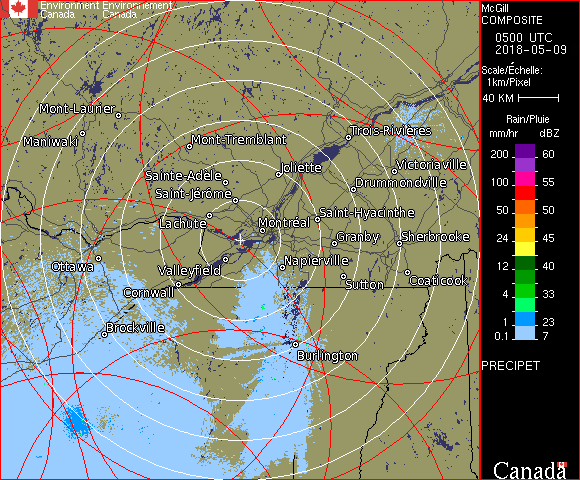 Environment Environnement
Canada Canada
McGill
COMPOSITE
0500 UTC
2018-05-09
Scale/Échelle:
1km/Pixel
40 KM
Rain/Pluie
mm/hr dBZ
200 60
100 55
50 50
24 45
12 40
4 33
1 23
0.1 7
PRECIPET
Canada
Mont-Laurier
Maniwaki
Mont-Tremblant
Trois-Rivières
Sainte-Adèle
Joliette
Victoriaville
Saint-Jérôme
Drummondville
Lachute
Montréal
Saint-Hyacinthe
Granby
Sherbrooke
Ottawa
Valleyfield
Napierville
Cornwall
Sutton
Coaticook
Brockville
Burlington